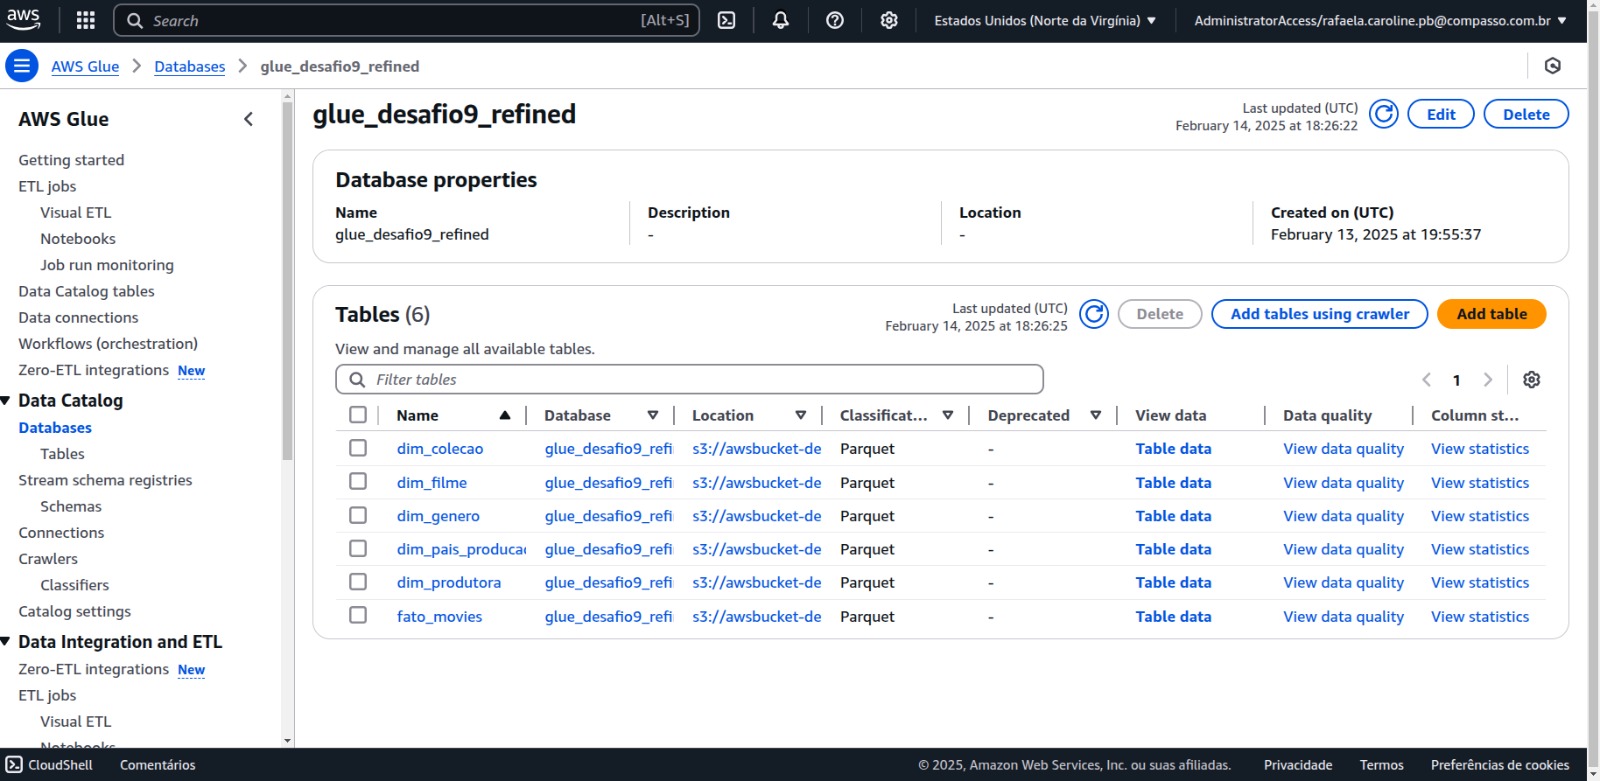 aws Search [Alt+S] Estados Unidos (Norte da Virgínia) ▼ AdministratorAccess/rafaela.caroline.pb@compasso.com.br ▼
AWS Glue > Databases > glue_desafio9_refined
AWS Glue
Getting started
ETL jobs
Visual ETL
Notebooks
Job run monitoring
Data Catalog tables
Data connections
Workflows (orchestration)
Zero-ETL integrations New
Data Catalog
Databases
Tables
Stream schema registries
Schemas
Connections
Crawlers
Classifiers
Catalog settings
Data Integration and ETL
Zero-ETL integrations New
ETL jobs
Visual ETL
Notebooks
glue_desafio9_refined
Last updated (UTC)
February 14, 2025 at 18:26:22
Edit
Delete
Database properties
Name Description Location Created on (UTC)
glue_desafio9_refined - - February 13, 2025 at 19:55:37
Tables (6)
Last updated (UTC)
February 14, 2025 at 18:26:25
Delete
Add tables using crawler
Add table
View and manage all available tables.
Filter tables
1
Name Database Location Classificat... Deprecated View data Data quality Column st...
dim_colecao glue_desafio9_refi s3://awsbucket-de Parquet - Table data View data quality View statistics
dim_filme glue_desafio9_refi s3://awsbucket-de Parquet - Table data View data quality View statistics
dim_genero glue_desafio9_refi s3://awsbucket-de Parquet - Table data View data quality View statistics
dim_pais_producao glue_desafio9_refi s3://awsbucket-de Parquet - Table data View data quality View statistics
dim_produtora glue_desafio9_refi s3://awsbucket-de Parquet - Table data View data quality View statistics
fato_movies glue_desafio9_refi s3://awsbucket-de Parquet - Table data View data quality View statistics
CloudShell Comentários © 2025, Amazon Web Services, Inc. ou suas afiliadas. Privacidade Termos Preferências de cookies